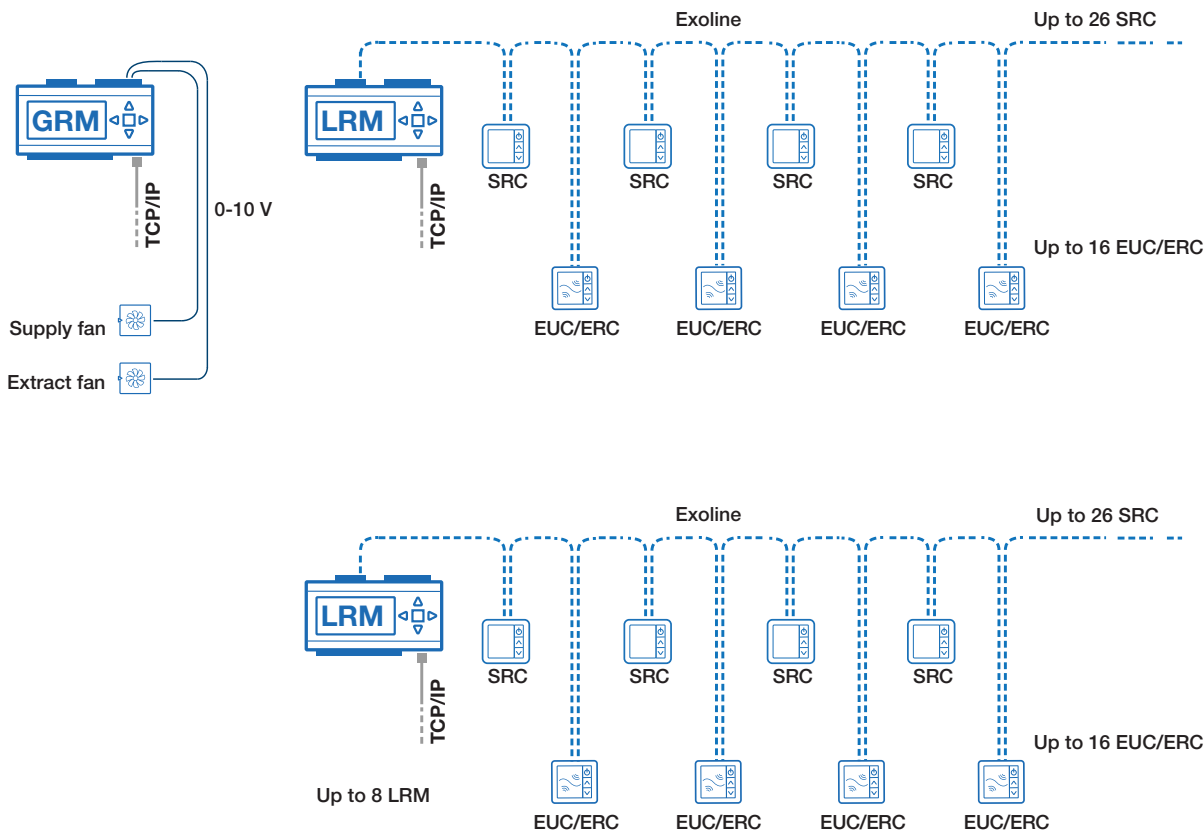 Exoline
Up to 26 SRC
GRM
LRM
SRC
SRC
SRC
SRC
TCP/IP
0-10 V
TCP/IP
Up to 16 EUC/ERC
Supply fan
EUC/ERC
EUC/ERC
EUC/ERC
EUC/ERC
Extract fan
Exoline
Up to 26 SRC
LRM
SRC
SRC
SRC
SRC
TCP/IP
Up to 16 EUC/ERC
Up to 8 LRM
EUC/ERC
EUC/ERC
EUC/ERC
EUC/ERC